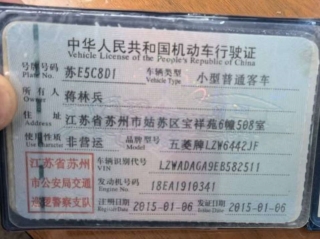 中华人民共和国机动车行驶证
Vehicle License of the People's Republic of China
号牌号码 苏E5C8D1 车辆类型 小型普通客车
Plate No. Vehicle Type
所有人 蒋林兵
Owner
住址 江苏省苏州市姑苏区宝祥苑6幢508室
Address
使用性质 非营运 品牌型号 五菱牌LZW6442JF
Use Character Model
江苏省苏州
市公安局交通
巡逻警察支队
车辆识别代号 LZWADAGA9EB582511
VIN
发动机号码 18EA1910341
Engine No.
注册日期 2015-01-06 发证日期 2015-01-06
Register Date Issue Date